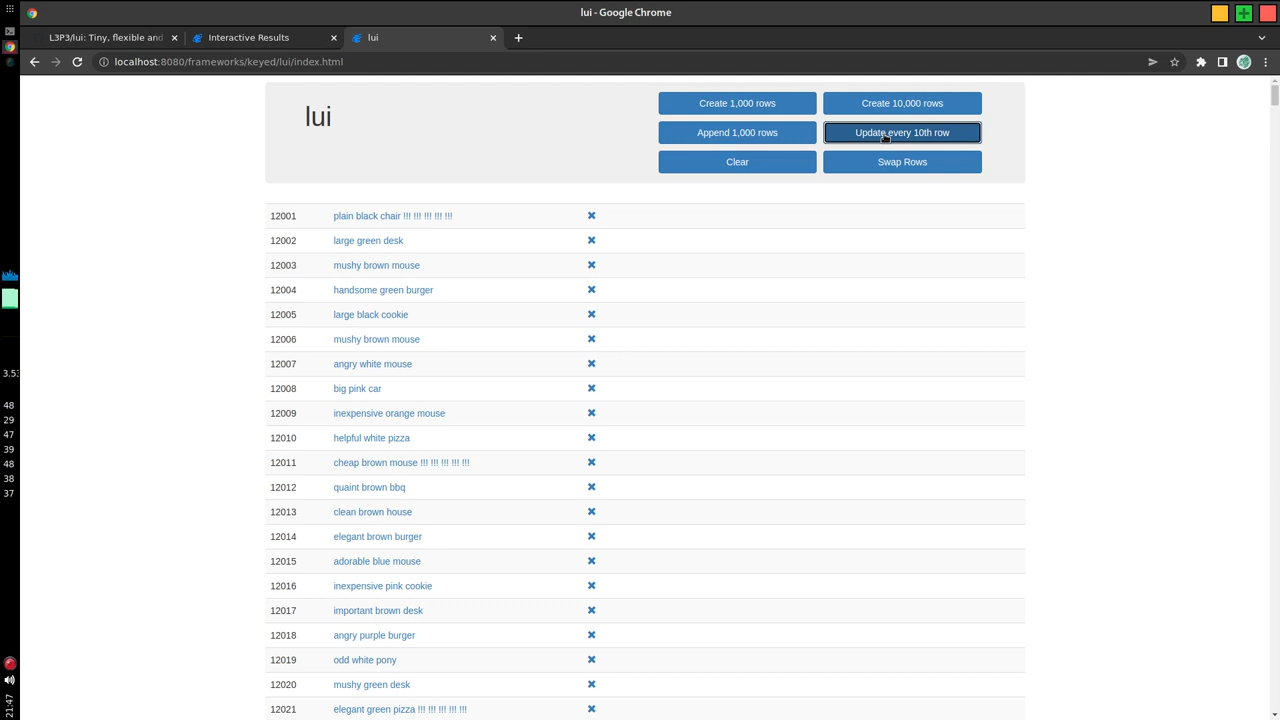 lui - Google Chrome
L3P3/lui: Tiny, flexible and
Interactive Results
lui
localhost:8080/frameworks/keyed/lui/index.html
lui
Create 1,000 rows
Create 10,000 rows
Append 1,000 rows
Update every 10th row
Clear
Swap Rows
12001 plain black chair !!! !!! !!! !!! !!!
12002 large green desk
12003 mushy brown mouse
12004 handsome green burger
12005 large black cookie
12006 mushy brown mouse
12007 angry white mouse
12008 big pink car
12009 inexpensive orange mouse
12010 helpful white pizza
12011 cheap brown mouse !!! !!! !!! !!! !!!
12012 quaint brown bbq
12013 clean brown house
12014 elegant brown burger
12015 adorable blue mouse
12016 inexpensive pink cookie
12017 important brown desk
12018 angry purple burger
12019 odd white pony
12020 mushy green desk
12021 elegant green pizza !!! !!! !!! !!! !!!
48
29
47
39
48
38
37
21:47